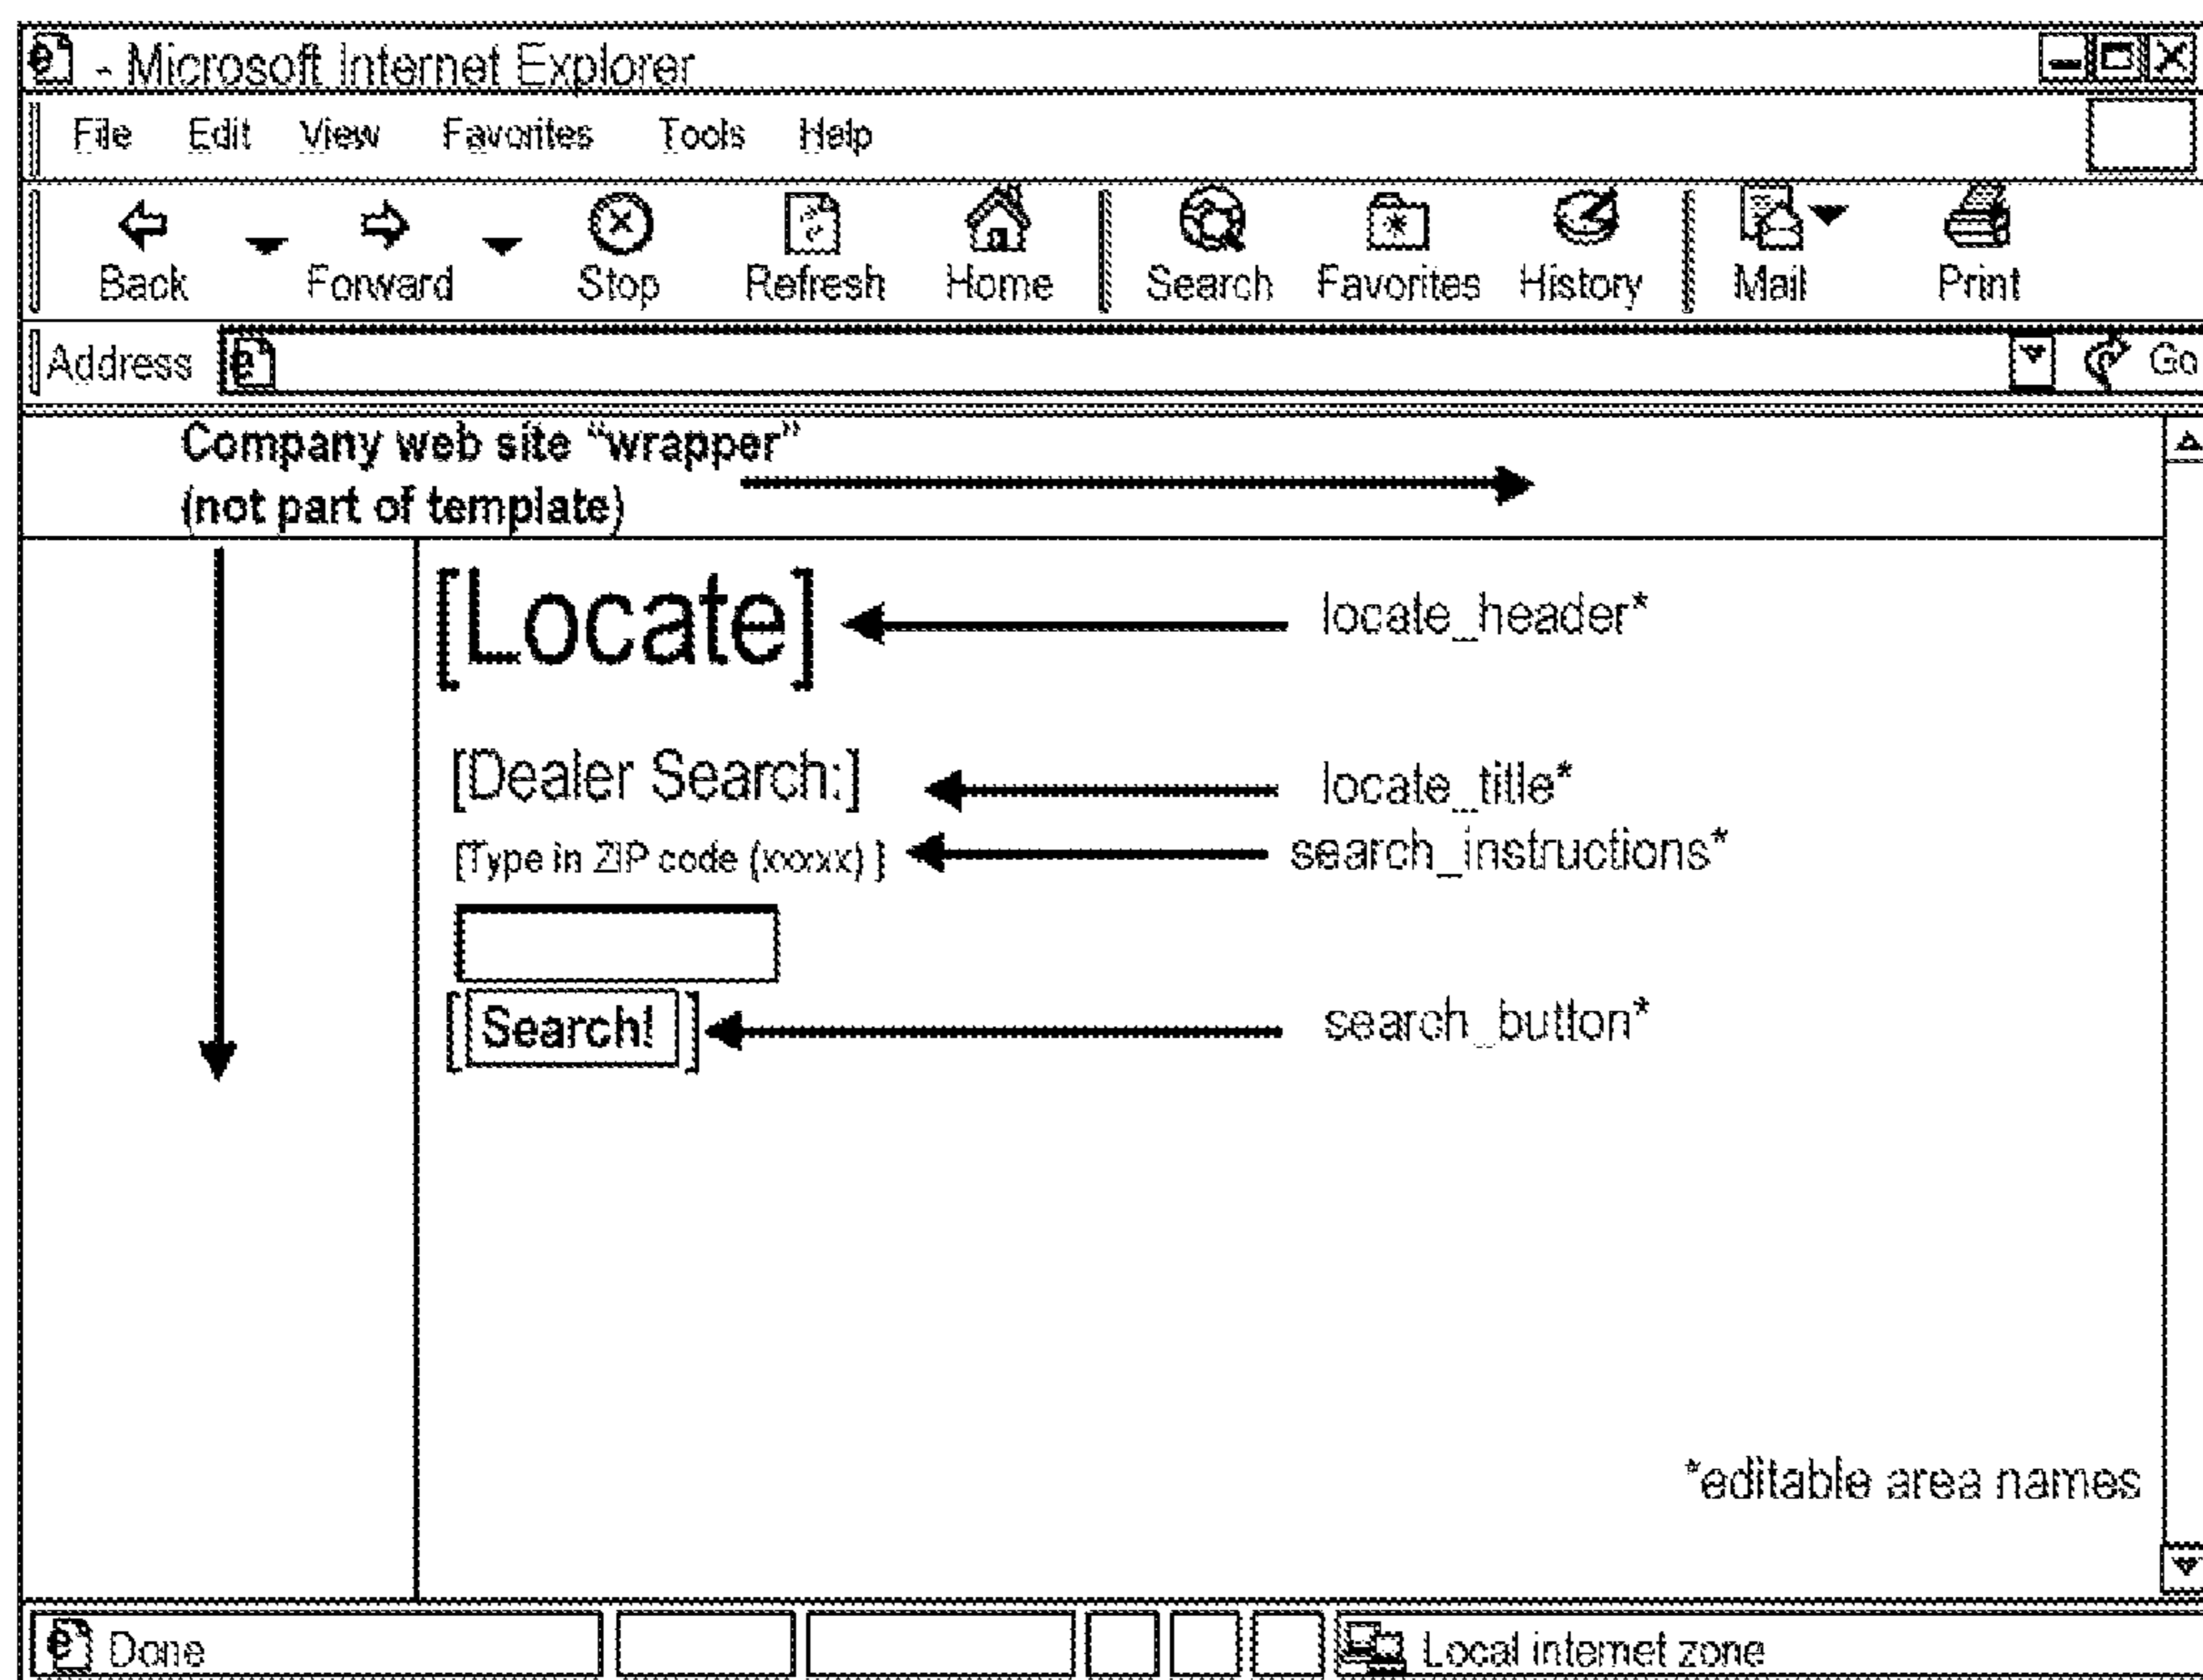 - Microsoft Internet Explorer
File Edit View Favorites Tools Help
Back Forward Stop Refresh Home Search Favorites History Mail Print
Address Go
Company web site “wrapper”
(not part of template)
[Locate] locate_header*
[Dealer Search:] locate_title*
[Type in ZIP code (xxxxx) ] search_instructions*
[ Search! ] search_button*
*editable area names
Done Local internet zone